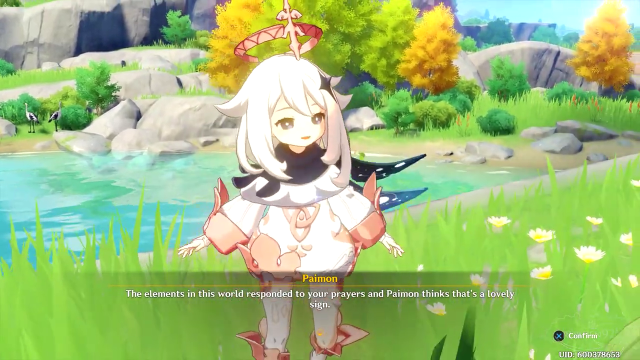 Paimon
The elements in this world responded to your prayers and Paimon thinks that's a lovely
sign.
Confirm
UID: 600378653